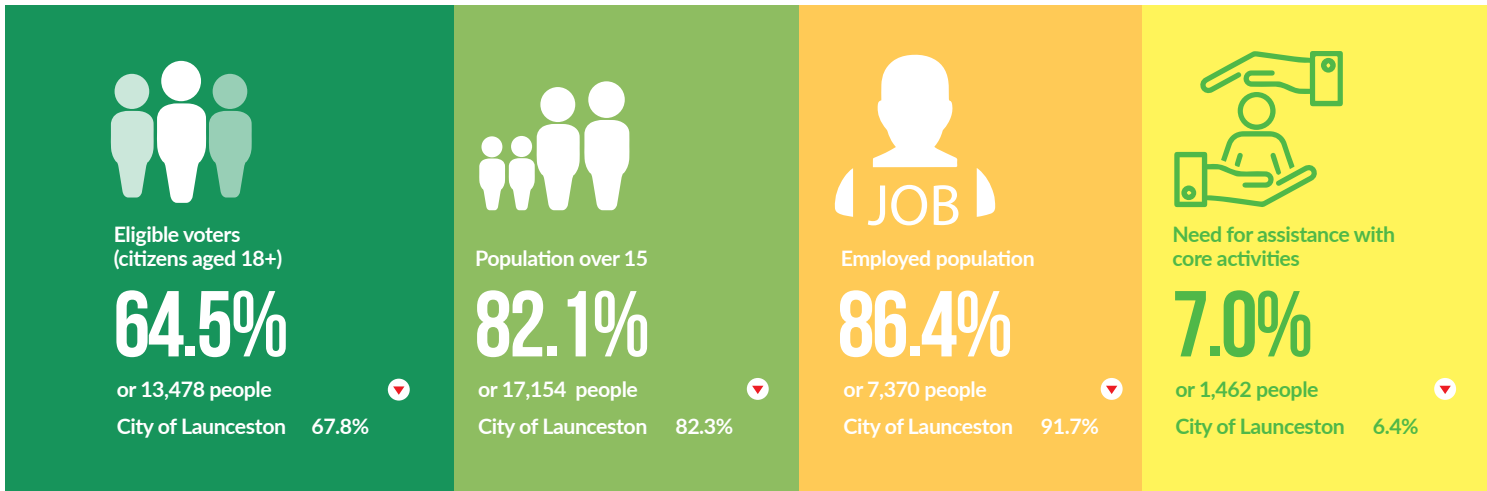 Eligible voters
(citizens aged 18+)
64.5%
or 13,478 people
City of Launceston 67.8%
Population over 15
82.1%
or 17,154 people
City of Launceston 82.3%
JOB
Employed population
86.4%
or 7,370 people
City of Launceston 91.7%
Need for assistance with
core activities
7.0%
or 1,462 people
City of Launceston 6.4%